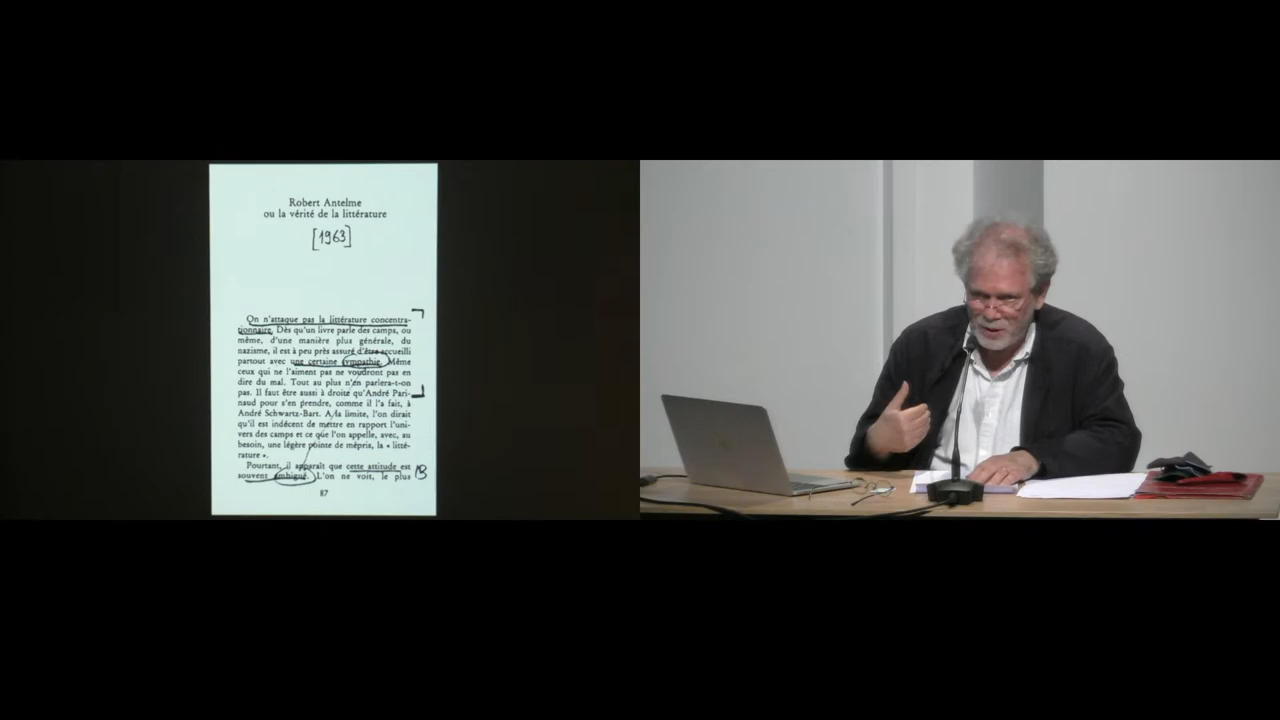 Robert Antelme
ou la vérité de la littérature
[1963]
On n'attaque pas la littérature concentra-
tionnaire. Dès qu'un livre parle des camps, ou
même, d'une manière plus générale, du
nazisme, il est à peu près assuré d'être accueilli
partout avec une certaine sympathie. Même
ceux qui ne l'aiment pas ne voudront pas en
dire du mal. Tout au plus n'en parlera-t-on
pas. Il faut être aussi à droite qu'André Pari-
naud pour s'en prendre, comme il l'a fait, à
André Schwartz-Bart. A la limite, l'on dirait
qu'il est indécent de mettre en rapport l'uni-
vers des camps et ce que l'on appelle, avec, au
besoin, une légère pointe de mépris, la « litté-
rature ».
Pourtant, il apparaît que cette attitude est
souvent ambiguë. L'on ne voit, le plus
87